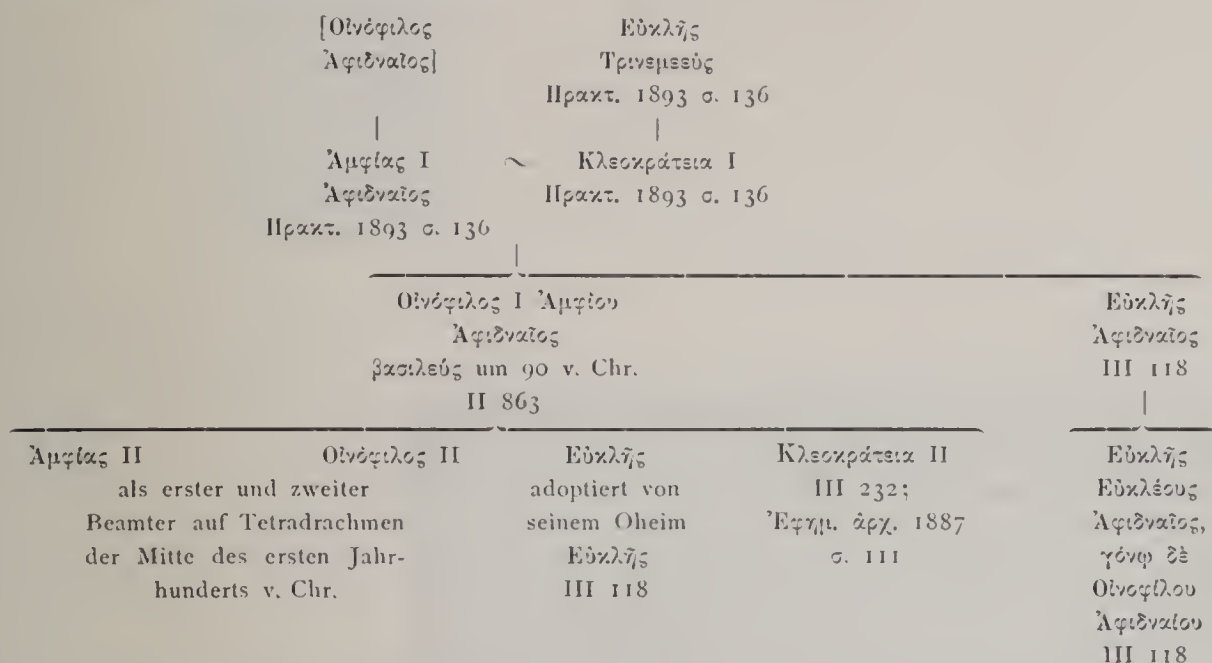 [Οἰνόφιλος Εὐκλῆς
Ἀφιδναῖος] Τρινεμεεύς
Πρακτ. 1893 σ. 136
Ἀμφίας I ~ Κλεοκράτεια I
Ἀφιδναῖος Πρακτ. 1893 σ. 136
Πρακτ. 1893 σ. 136
Οἰνόφιλος I Ἀμφίου Εὐκλῆς
Ἀφιδναῖος Ἀφιδναῖος
βασιλεύς um 90 v. Chr. III 118
II 863
Ἀμφίας II Οἰνόφιλος II Εὐκλῆς Κλεοκράτεια II Εὐκλῆς
als erster und zweiter adoptiert von III 232; Εὐκλέους
Beamter auf Tetradrachmen seinem Oheim Ἐφημ. ἀρχ. 1887 Ἀφιδναῖος,
der Mitte des ersten Jahr- Εὐκλῆς σ. 111 γόνῳ δὲ
hunderts v. Chr. III 118 Οἰνοφίλου
Ἀφιδναίου
III 118